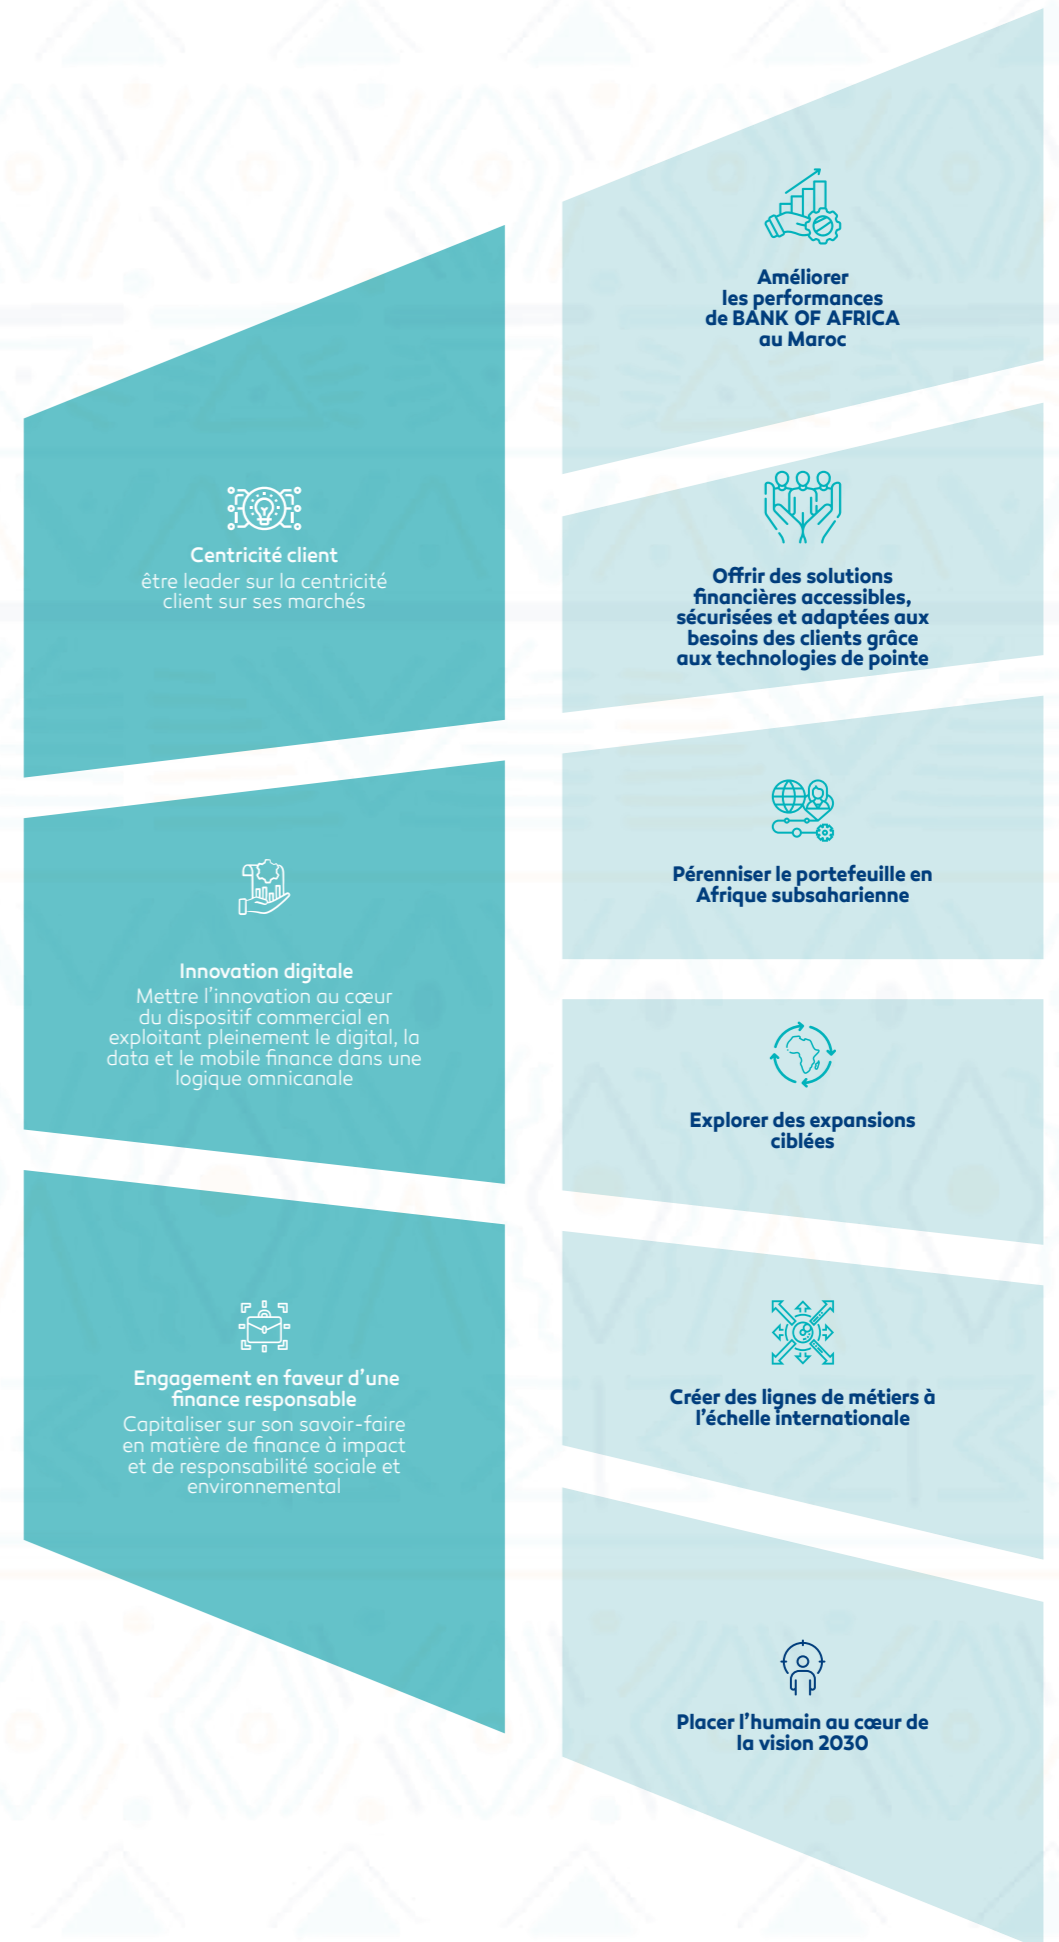 Centricité client
être leader sur la centricité
client sur ses marchés
Innovation digitale
Mettre l'innovation au cœur
du dispositif commercial en
exploitant pleinement le digital, la
data et le mobile finance dans une
logique omnicanale
Engagement en faveur d'une
finance responsable
Capitaliser sur son savoir-faire
en matière de finance à impact
et de responsabilité sociale et
environnemental
Améliorer
les performances
de BANK OF AFRICA
au Maroc
Offrir des solutions
financières accessibles,
sécurisées et adaptées aux
besoins des clients grâce
aux technologies de pointe
Pérenniser le portefeuille en
Afrique subsaharienne
Explorer des expansions
ciblées
Créer des lignes de métiers à
l'échelle internationale
Placer l'humain au cœur de
la vision 2030